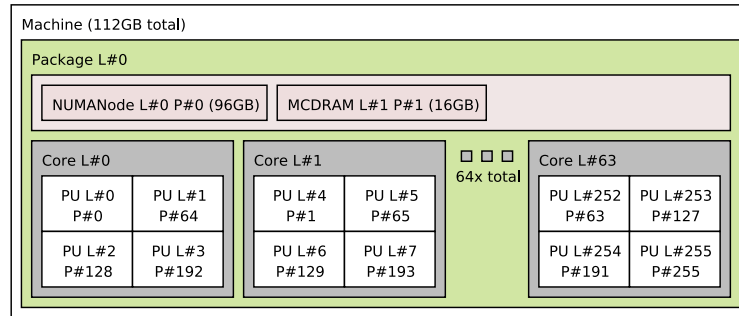 Machine (112GB total)
Package L#0
NUMANode L#0 P#0 (96GB)
MCDRAM L#1 P#1 (16GB)
Core L#0
PU L#0
P#0
PU L#1
P#64
PU L#2
P#128
PU L#3
P#192
Core L#1
PU L#4
P#1
PU L#5
P#65
PU L#6
P#129
PU L#7
P#193
64x total
Core L#63
PU L#252
P#63
PU L#253
P#127
PU L#254
P#191
PU L#255
P#255